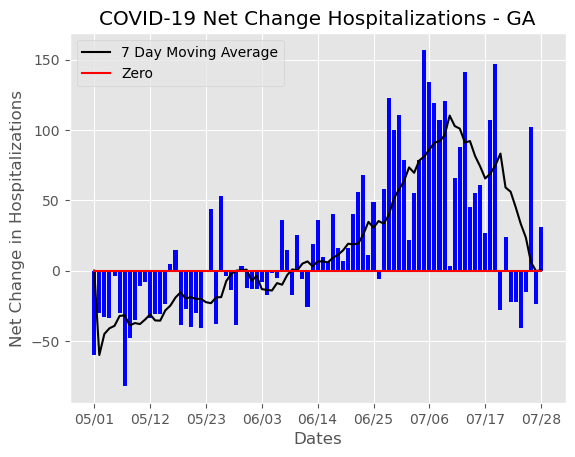 COVID-19 Net Change Hospitalizations - GA
7 Day Moving Average
Zero
Net Change in Hospitalizations
150
100
50
0
−50
05/01 05/12 05/23 06/03 06/14 06/25 07/06 07/17 07/28
Dates